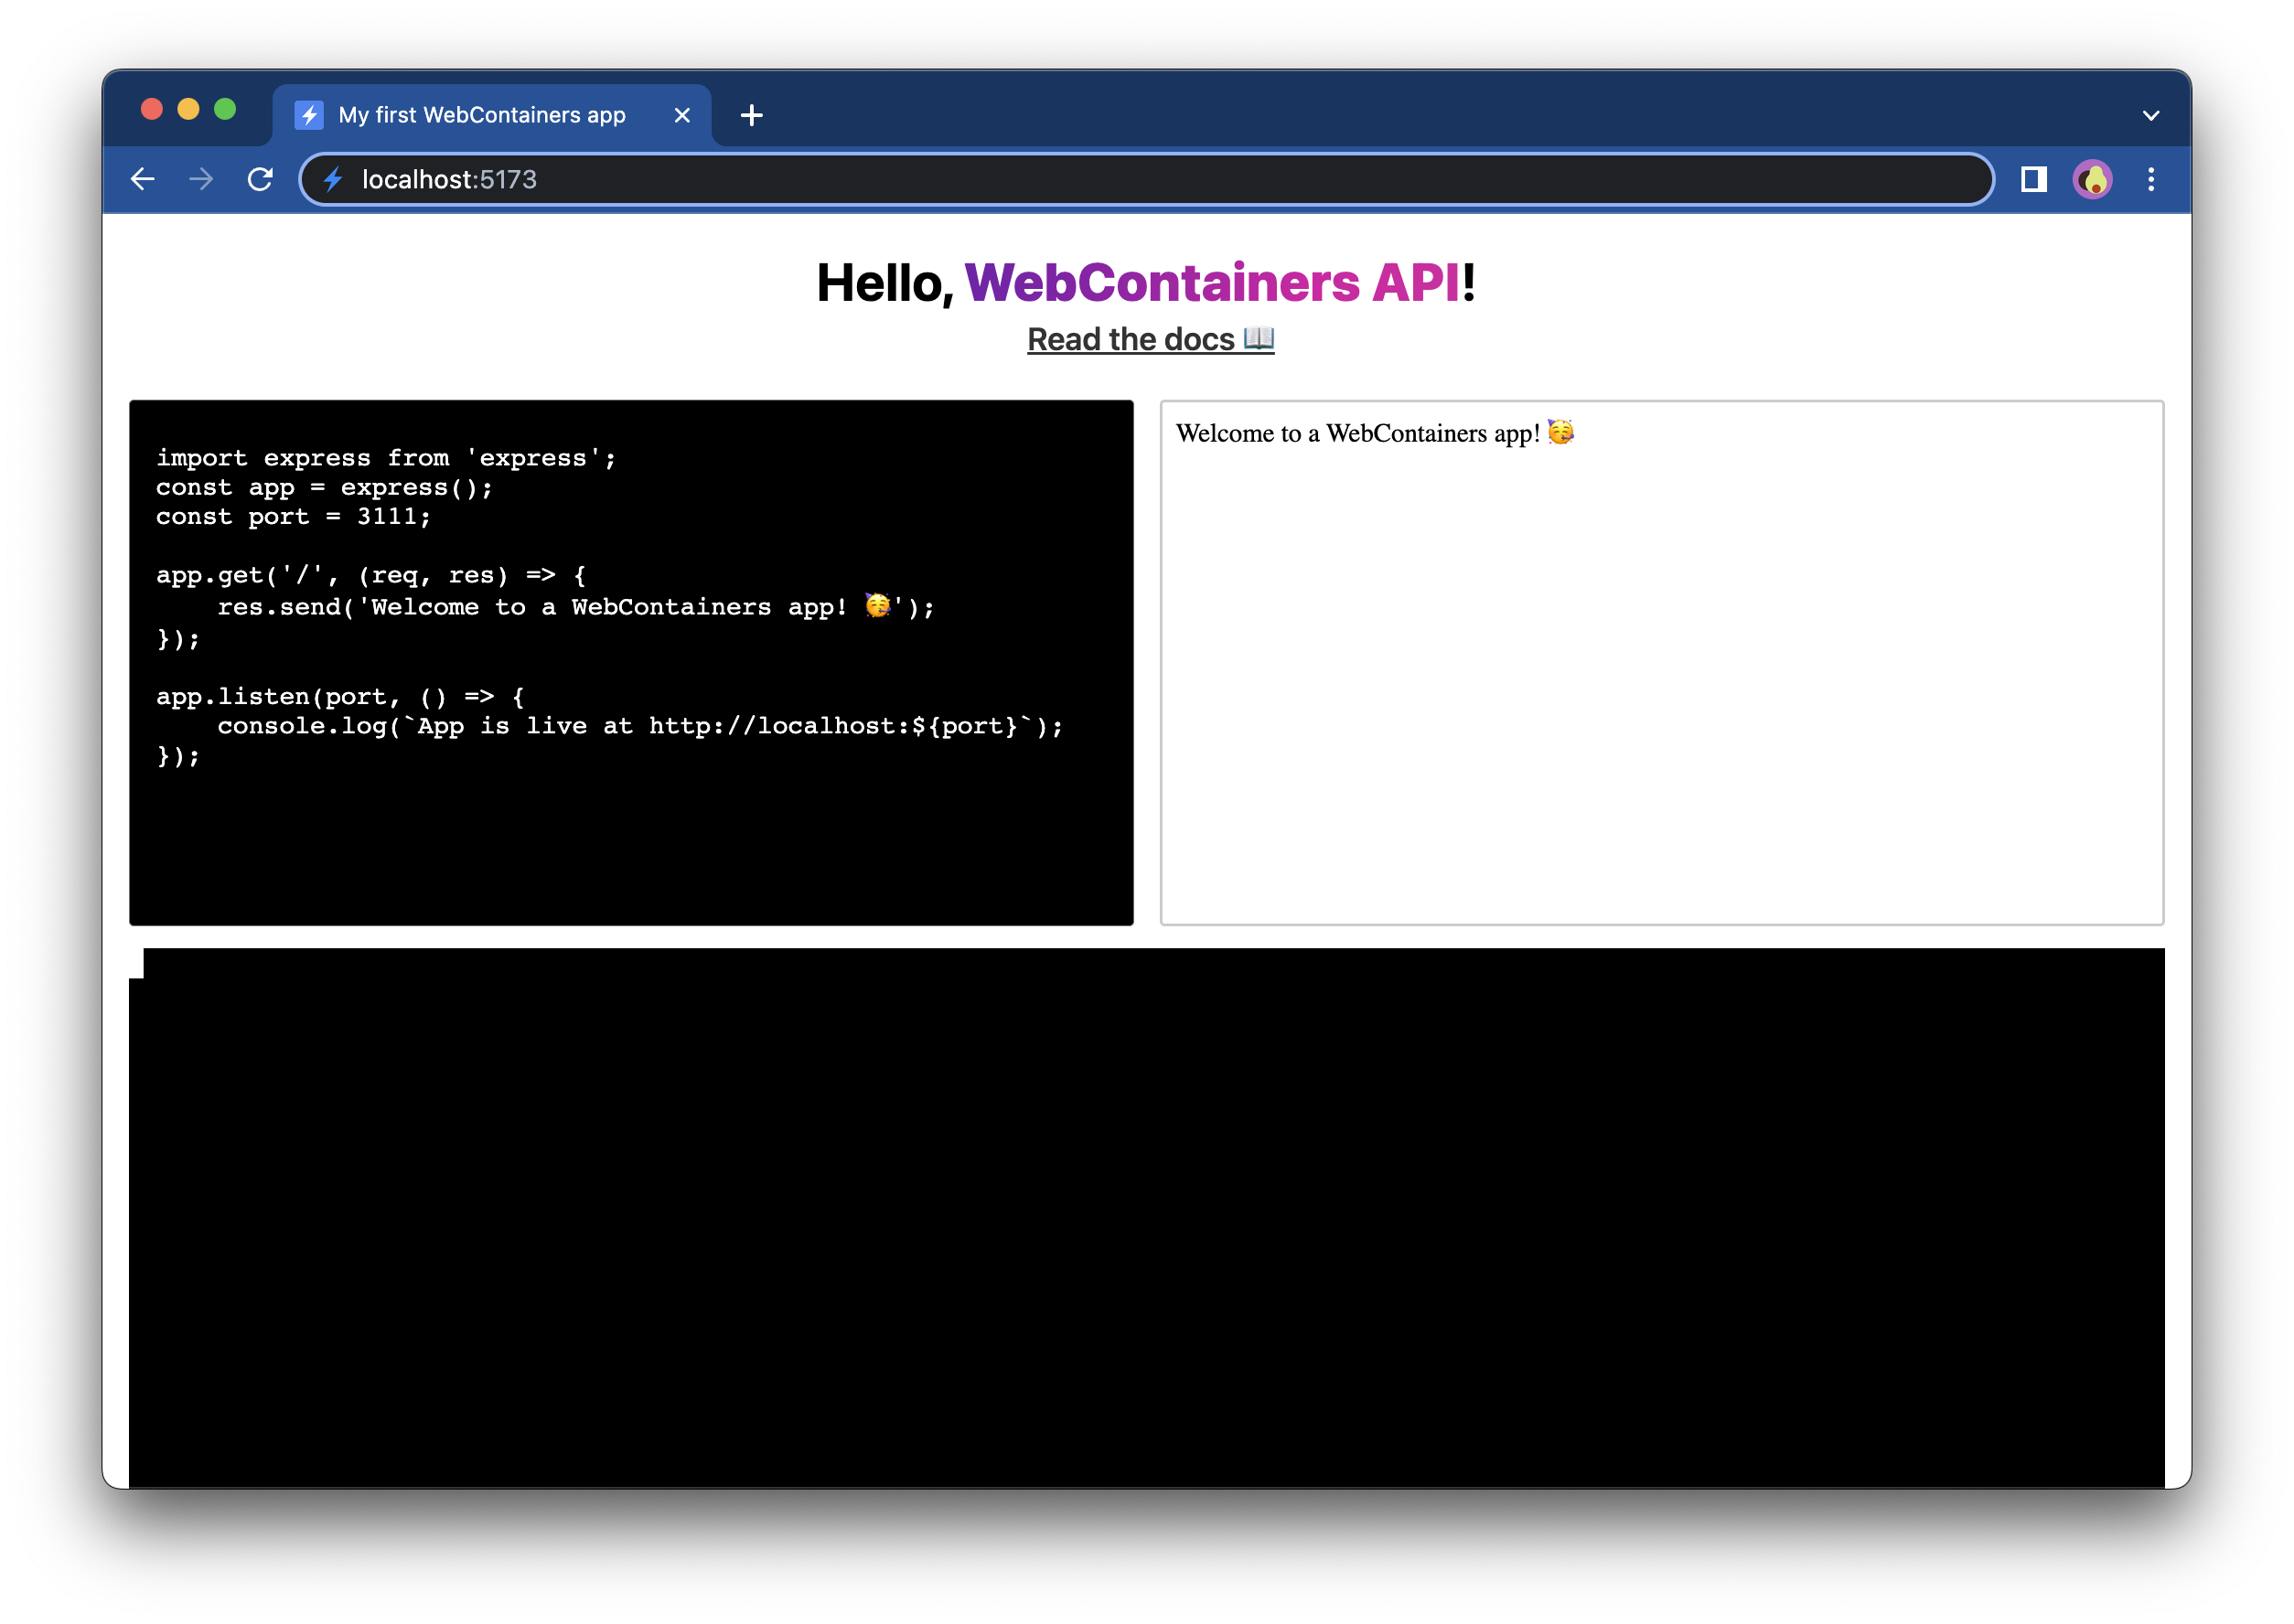 My first WebContainers app
localhost:5173
Hello, WebContainers API!
Read the docs 📖
import express from 'express';
const app = express();
const port = 3111;
app.get('/', (req, res) => {
    res.send('Welcome to a WebContainers app! 🥳');
});
app.listen(port, () => {
    console.log(`App is live at http://localhost:${port}`);
});
Welcome to a WebContainers app! 🥳